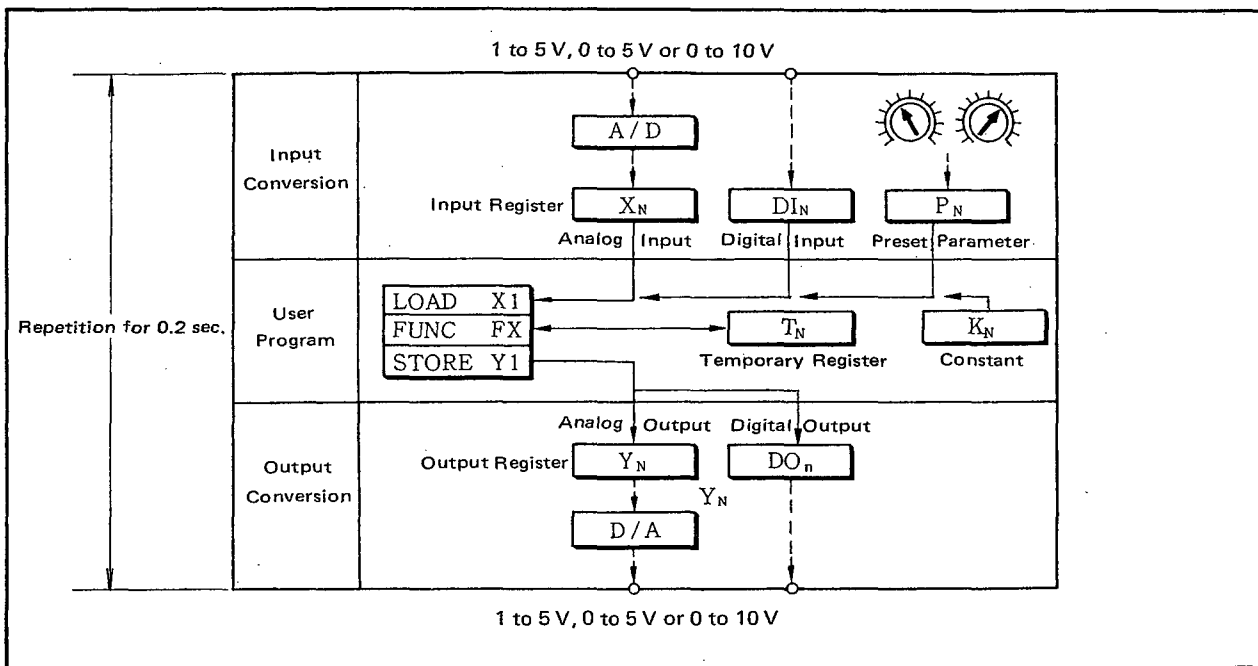 1 to 5 V, 0 to 5 V or 0 to 10 V
A / D
Input
Conversion
Input Register
X_N
DI_N
P_N
Analog Input
Digital Input
Preset Parameter
Repetition for 0.2 sec.
User
Program
LOAD X1
FUNC FX
STORE Y1
T_N
K_N
Temporary Register
Constant
Analog Output
Digital Output
Output
Conversion
Output Register
Y_N
DO_n
Y_N
D / A
1 to 5 V, 0 to 5 V or 0 to 10 V